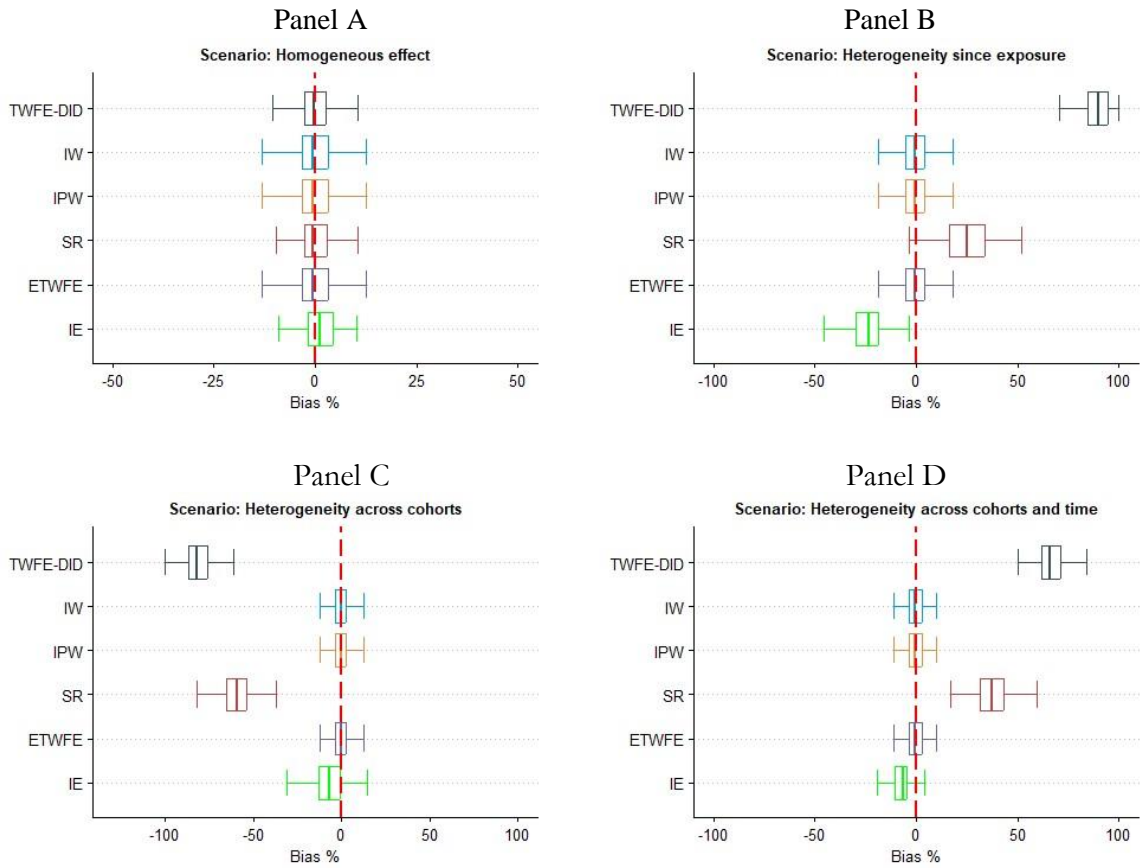 Panel A
Scenario: Homogeneous effect
TWFE-DID
IW
IPW
SR
ETWFE
IE
-50 -25 0 25 50
Bias %
Panel B
Scenario: Heterogeneity since exposure
TWFE-DID
IW
IPW
SR
ETWFE
IE
-100 -50 0 50 100
Bias %
Panel C
Scenario: Heterogeneity across cohorts
TWFE-DID
IW
IPW
SR
ETWFE
IE
-100 -50 0 50 100
Bias %
Panel D
Scenario: Heterogeneity across cohorts and time
TWFE-DID
IW
IPW
SR
ETWFE
IE
-100 -50 0 50 100
Bias %